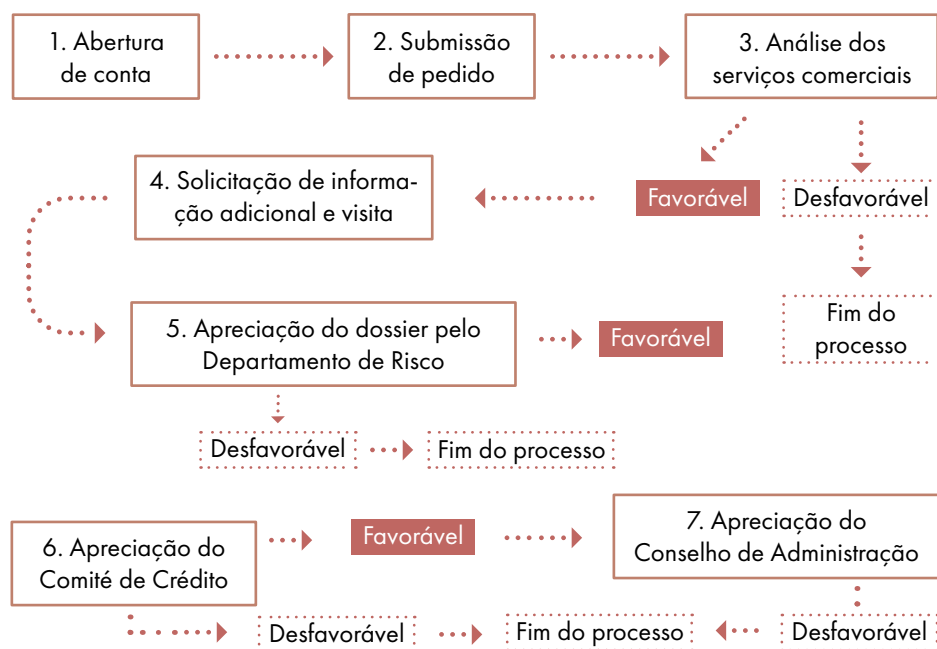 1. Abertura
de conta
2. Submissão
de pedido
3. Análise dos
serviços comerciais
4. Solicitação de informa-
ção adicional e visita
Favorável
Desfavorável
Fim do
processo
5. Apreciação do dossier pelo
Departamento de Risco
Favorável
Desfavorável
Fim do processo
6. Apreciação do
Comité de Crédito
Favorável
7. Apreciação do
Conselho de Administração
Desfavorável
Fim do processo
Desfavorável